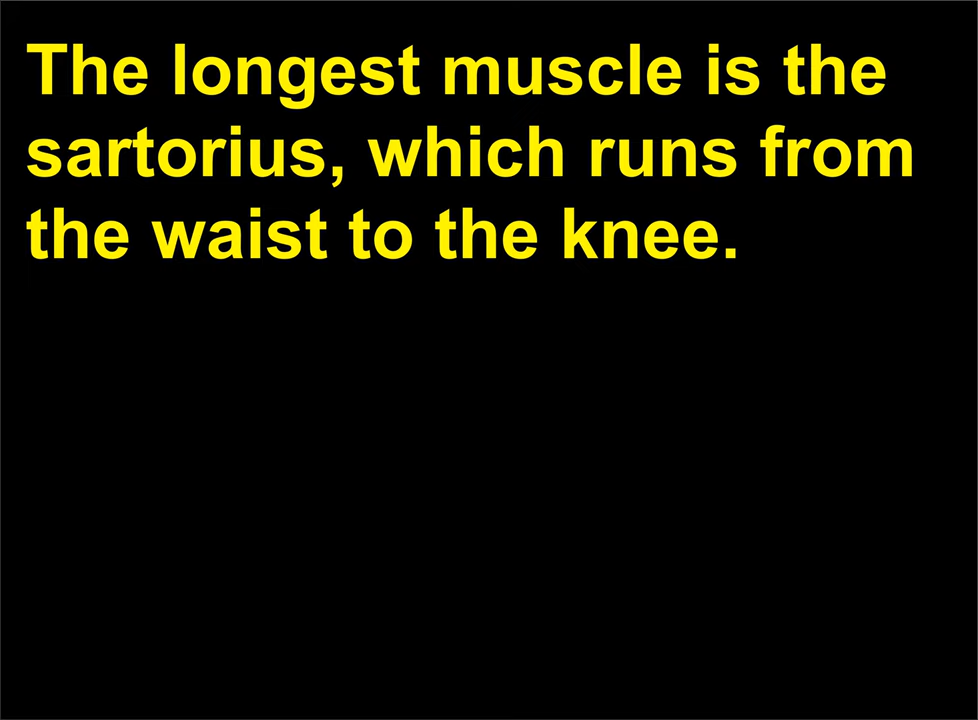 The longest muscle is the
sartorius, which runs from
the waist to the knee.